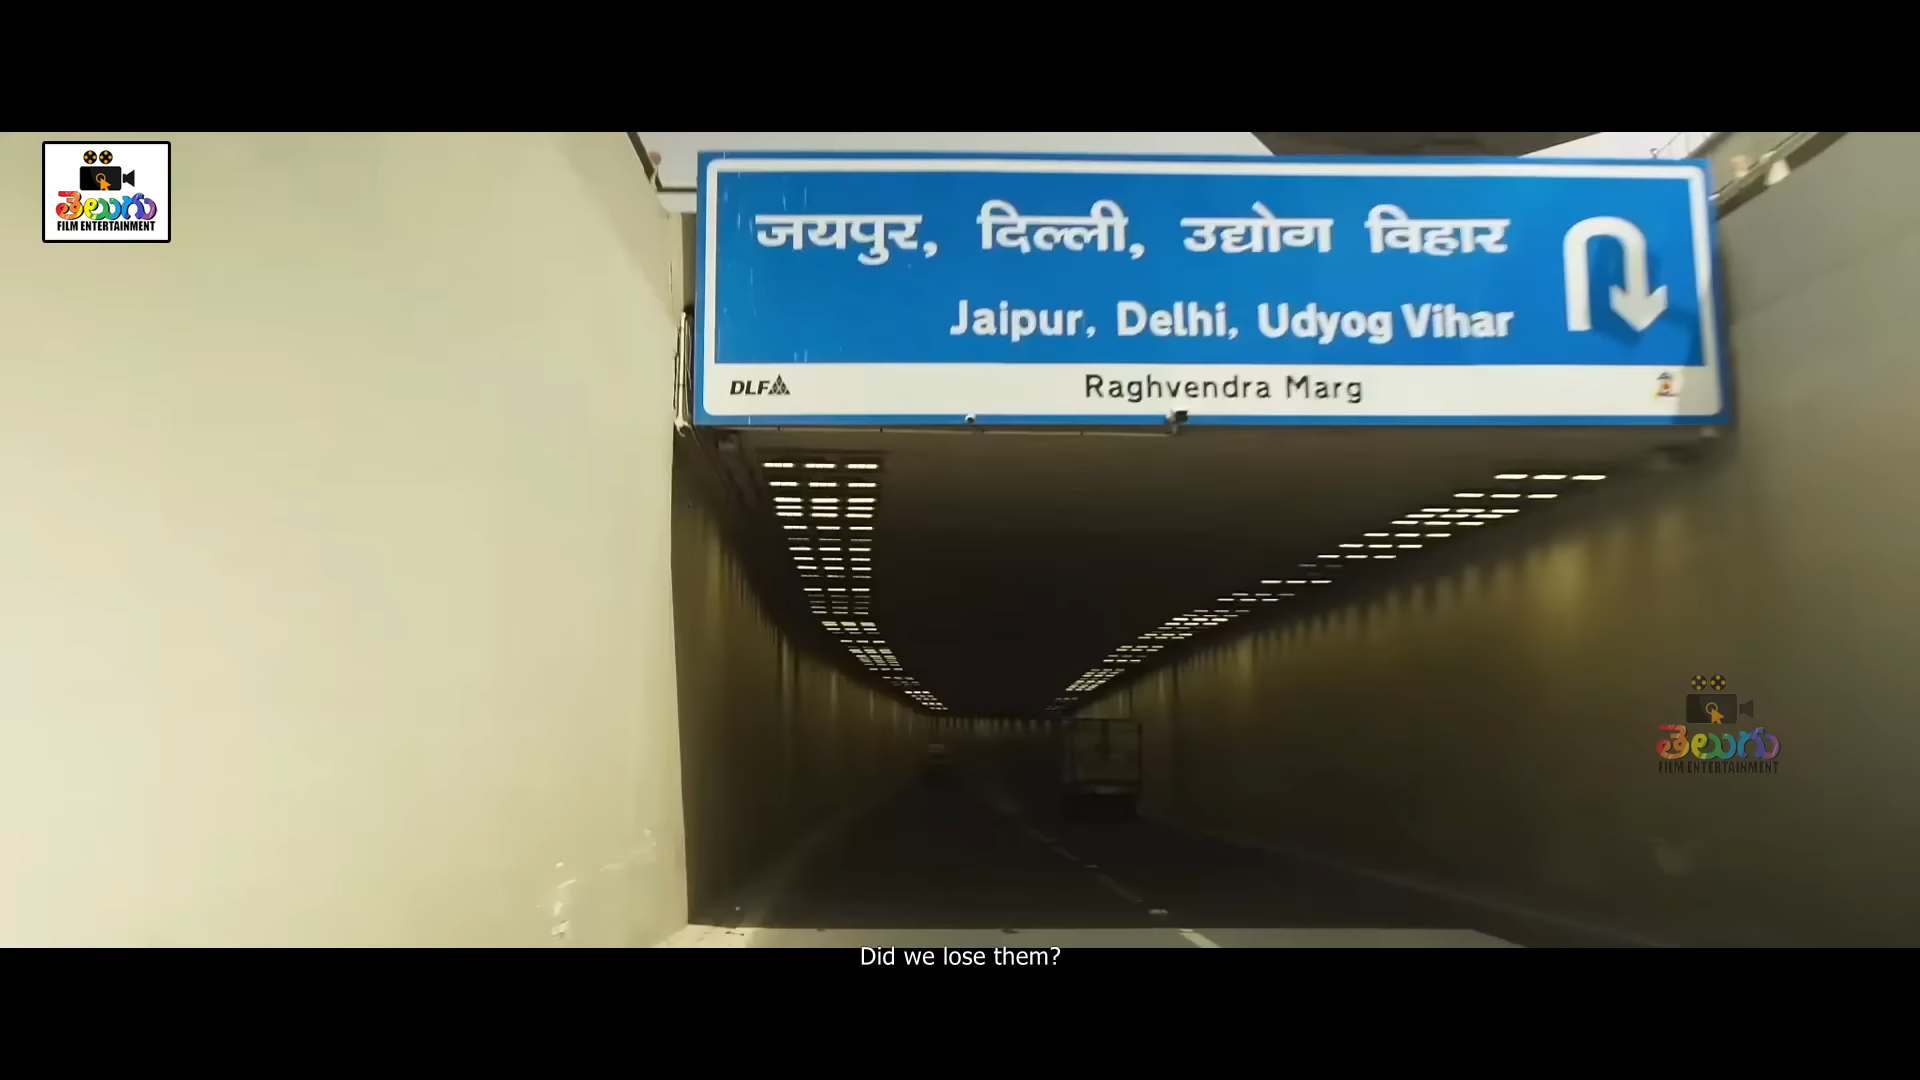 తెలుగు
FILM ENTERTAINMENT
जयपुर, दिल्ली, उद्योग विहार
Jaipur, Delhi, Udyog Vihar
DLF
Raghvendra Marg
తెలుగు
FILM ENTERTAINMENT
Did we lose them?